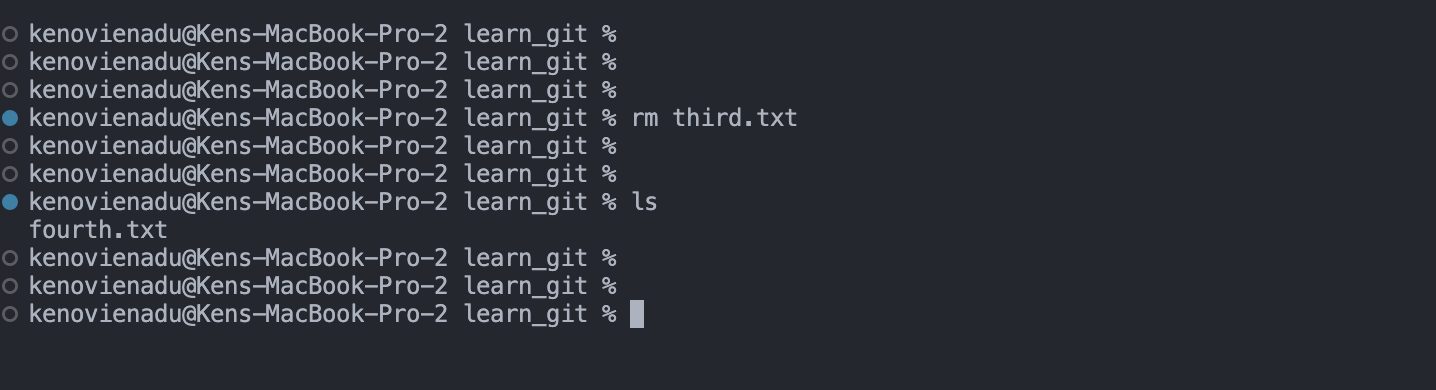 kenovienadu@Kens-MacBook-Pro-2 learn_git %
kenovienadu@Kens-MacBook-Pro-2 learn_git %
kenovienadu@Kens-MacBook-Pro-2 learn_git %
kenovienadu@Kens-MacBook-Pro-2 learn_git % rm third.txt
kenovienadu@Kens-MacBook-Pro-2 learn_git %
kenovienadu@Kens-MacBook-Pro-2 learn_git %
kenovienadu@Kens-MacBook-Pro-2 learn_git % ls
fourth.txt
kenovienadu@Kens-MacBook-Pro-2 learn_git %
kenovienadu@Kens-MacBook-Pro-2 learn_git %
kenovienadu@Kens-MacBook-Pro-2 learn_git %